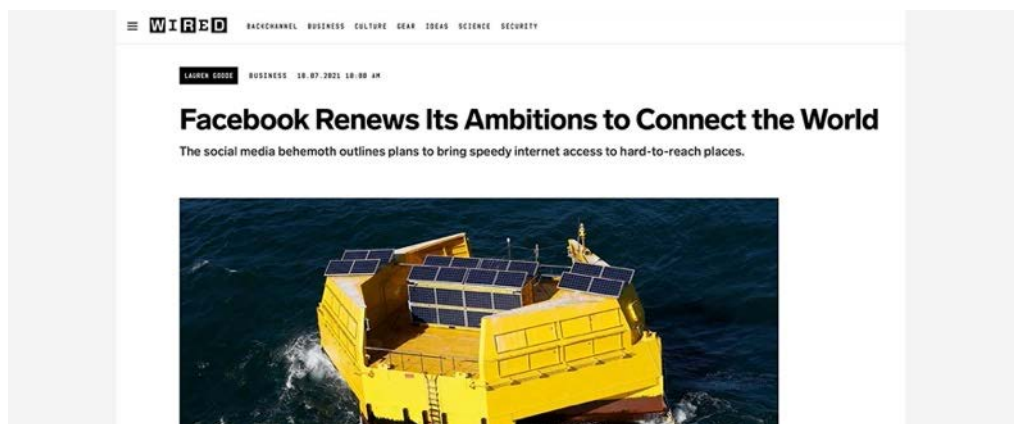 WIRED BACKCHANNEL BUSINESS CULTURE GEAR IDEAS SCIENCE SECURITY
LAUREN GOODE BUSINESS 10.07.2021 10:00 AM
Facebook Renews Its Ambitions to Connect the World
The social media behemoth outlines plans to bring speedy internet access to hard-to-reach places.